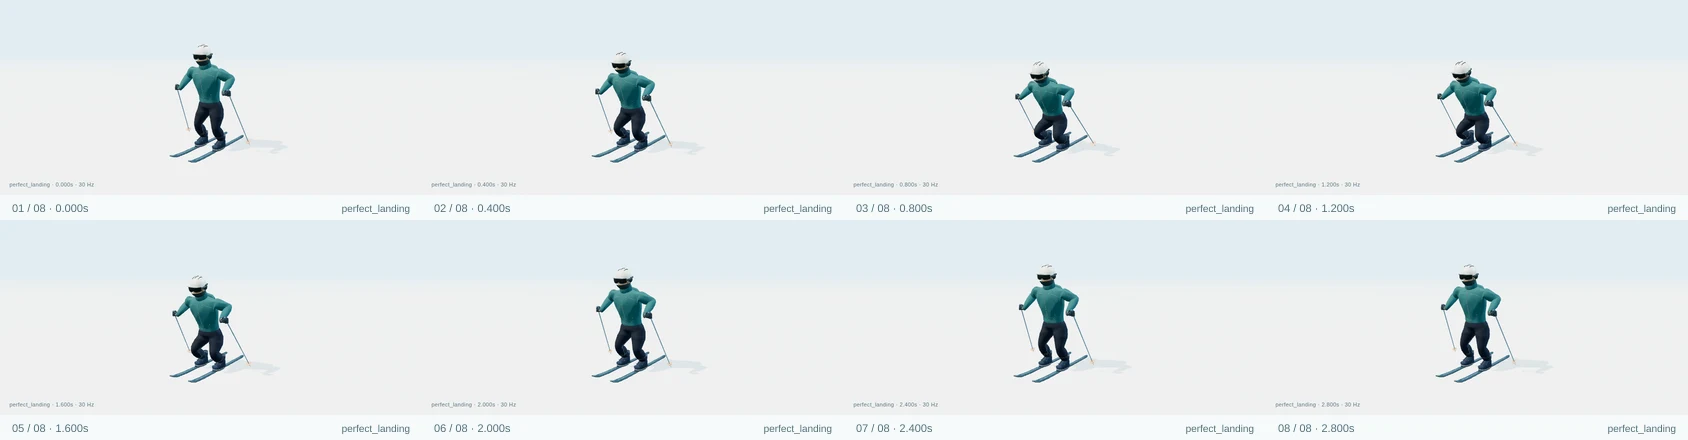 perfect_landing · 0.000s · 30 Hz
01 / 08 · 0.000s perfect_landing
perfect_landing · 0.400s · 30 Hz
02 / 08 · 0.400s perfect_landing
perfect_landing · 0.800s · 30 Hz
03 / 08 · 0.800s perfect_landing
perfect_landing · 1.200s · 30 Hz
04 / 08 · 1.200s perfect_landing
perfect_landing · 1.600s · 30 Hz
05 / 08 · 1.600s perfect_landing
perfect_landing · 2.000s · 30 Hz
06 / 08 · 2.000s perfect_landing
perfect_landing · 2.400s · 30 Hz
07 / 08 · 2.400s perfect_landing
perfect_landing · 2.800s · 30 Hz
08 / 08 · 2.800s perfect_landing